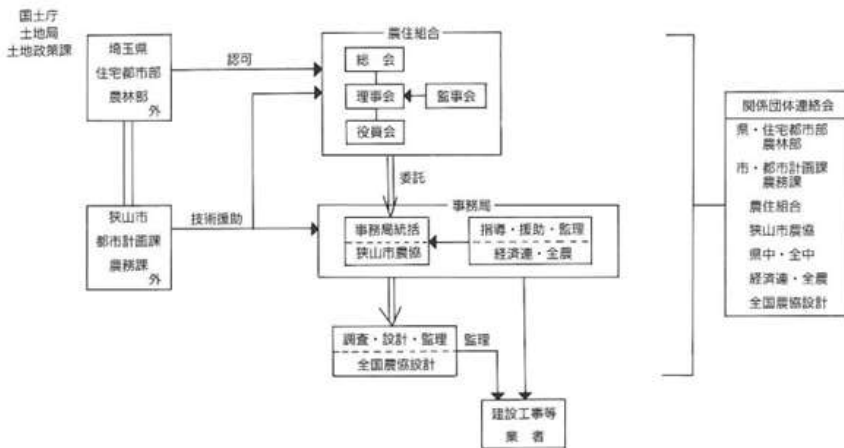 国土庁
土地局
土地政策課
埼玉県
住宅都市部
農林部
外
認可
農住組合
総会
理事会
監事会
役員会
委託
狭山市
都市計画課
農務課
外
技術援助
事務局
事務局統括
狭山市農協
指導・援助・監理
経済連・全農
調査・設計・監理
全国農協設計
監理
建設工事等
業者
関係団体連絡会
県・住宅都市部
農林部
市・都市計画課
農務課
農住組合
狭山市農協
県中・全中
経済連・全農
全国農協設計